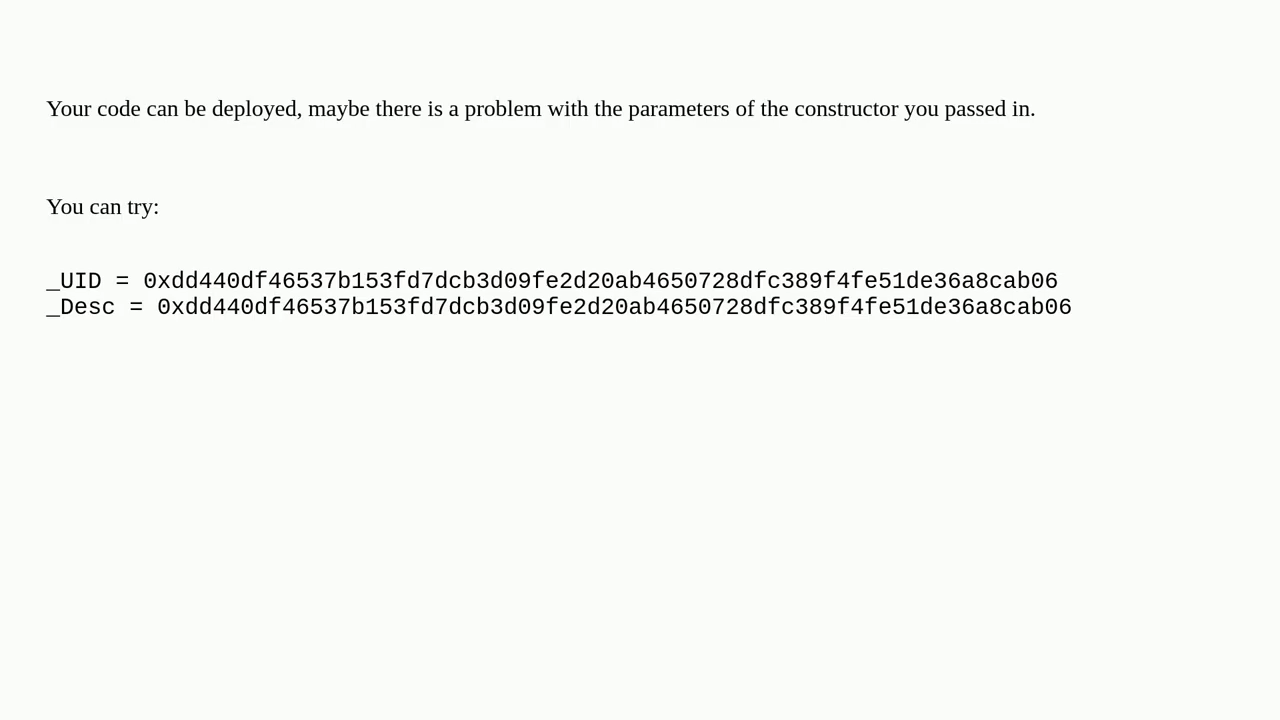 Your code can be deployed, maybe there is a problem with the parameters of the constructor you passed in.
You can try:
_UID = 0xdd440df46537b153fd7dcb3d09fe2d20ab4650728dfc389f4fe51de36a8cab06
_Desc = 0xdd440df46537b153fd7dcb3d09fe2d20ab4650728dfc389f4fe51de36a8cab06